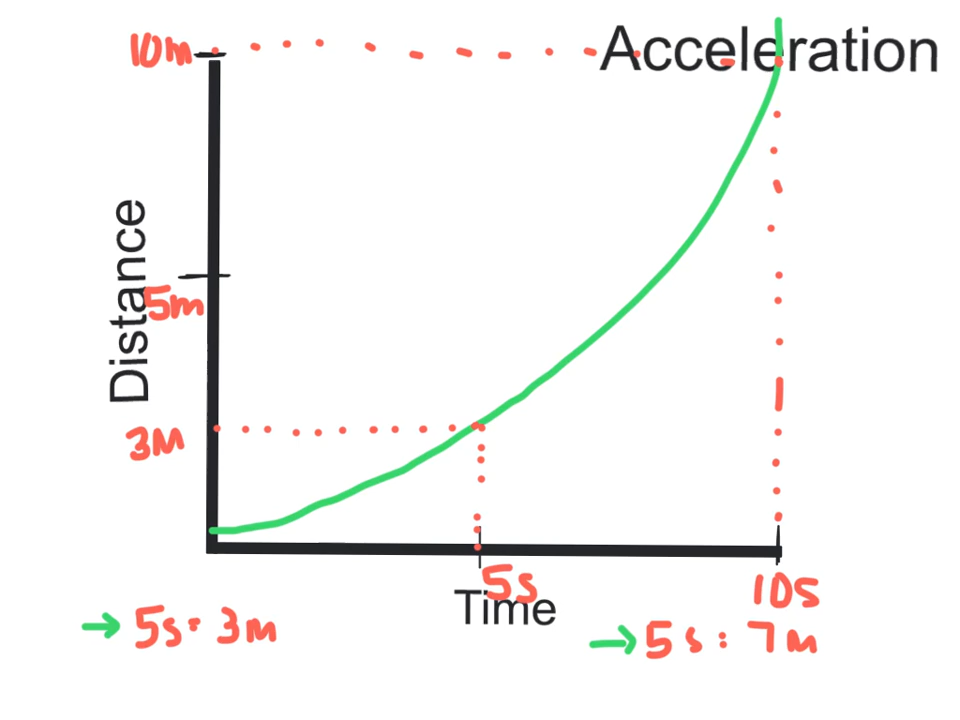 10m
Acceleration
Distance
5m
3M
5s
10s
Time
→ 5s: 3m
→ 5s: 7m